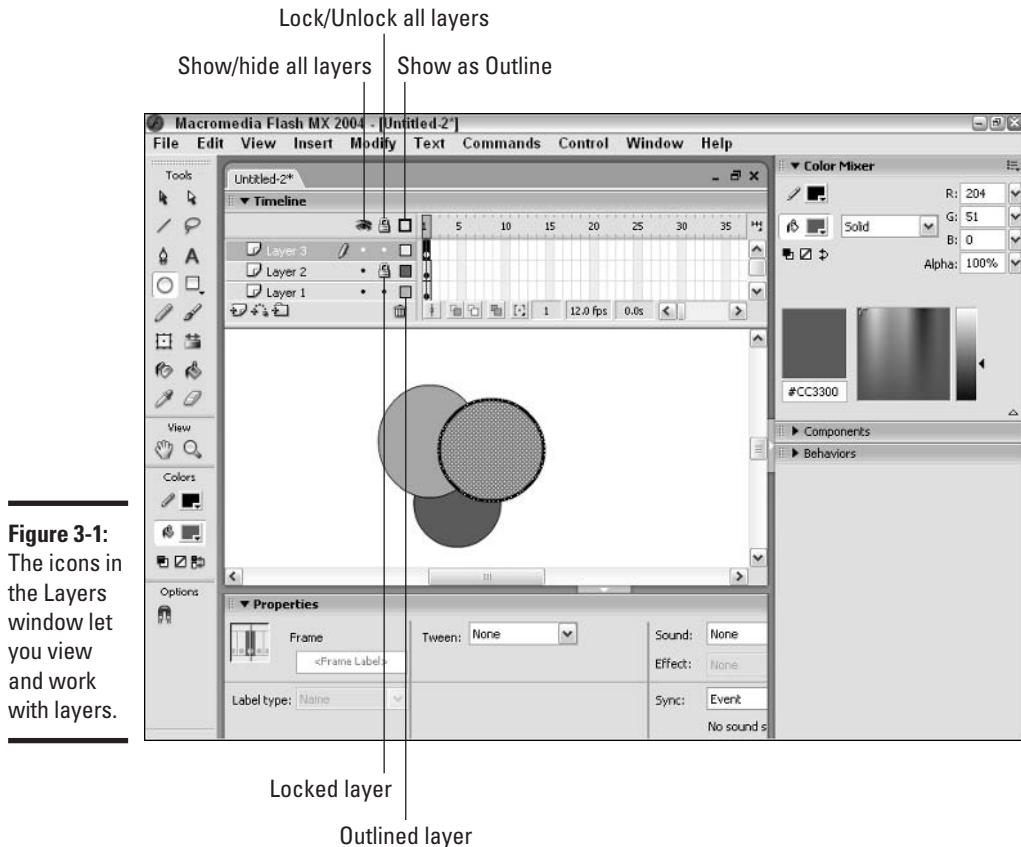 Lock/Unlock all layers
Show/hide all layers
Show as Outline
Macromedia Flash MX 2004 - [Untitled-2*]
File Edit View Insert Modify Text Commands Control Window Help
Tools
Untitled-2*
Timeline
1 5 10 15 20 25 30 35
Layer 3
Layer 2
Layer 1
1 12.0 fps 0.0s
View
Colors
Options
Color Mixer
R: 204
Solid
G: 51
B: 0
Alpha: 100%
#CC3300
Components
Behaviors
Properties
Frame
<Frame Label>
Label type: Name
Tween: None
Sound: None
Effect: None
Sync: Event
No sound s
Figure 3-1:
The icons in
the Layers
window let
you view
and work
with layers.
Locked layer
Outlined layer